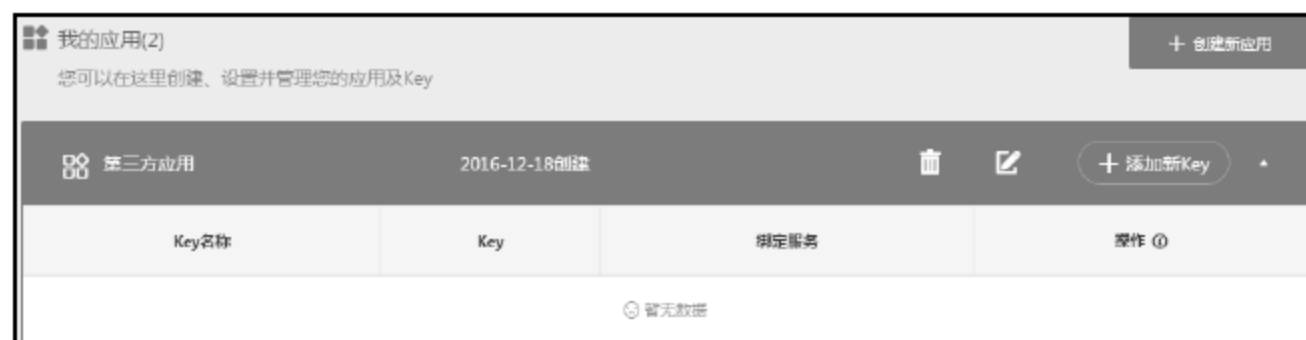 我的应用(2)
+ 创建新应用
您可以在这里创建、设置并管理您的应用及Key
第三方应用 2016-12-18创建 + 添加新Key
Key名称 Key 绑定服务 操作
暂无数据